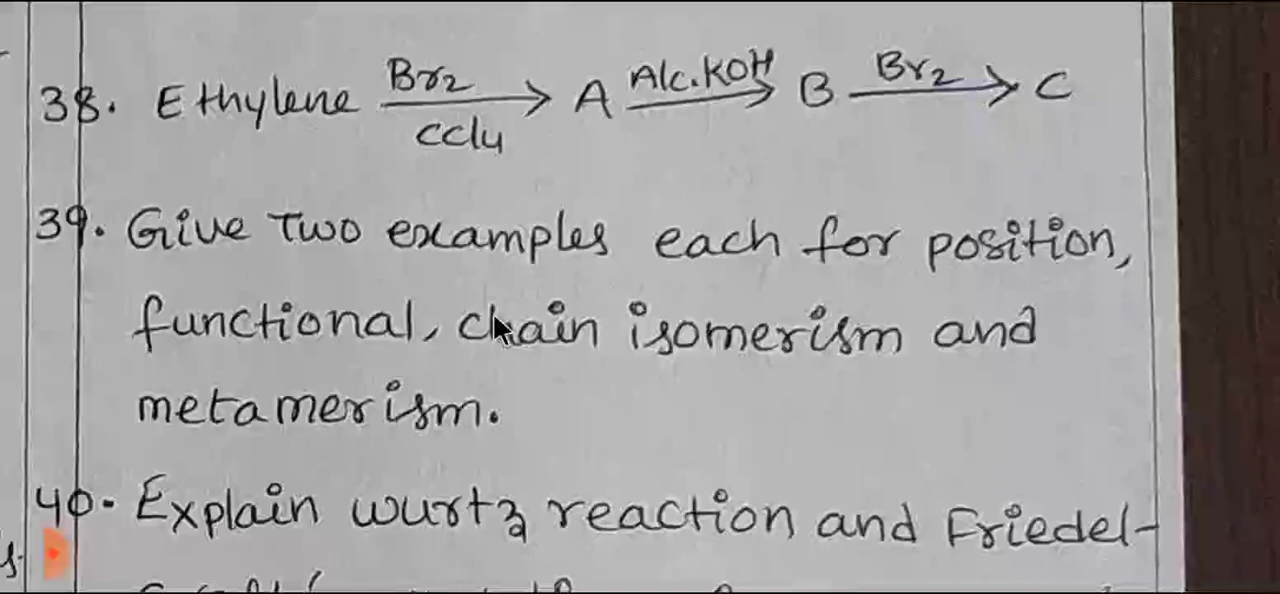 38. Ethylene Br2/CCl4 → A Alc.KOH → B Br2 → C
39. Give two examples each for position,
functional, chain isomerism and
metamerism.
40. Explain wurtz reaction and Friedel-